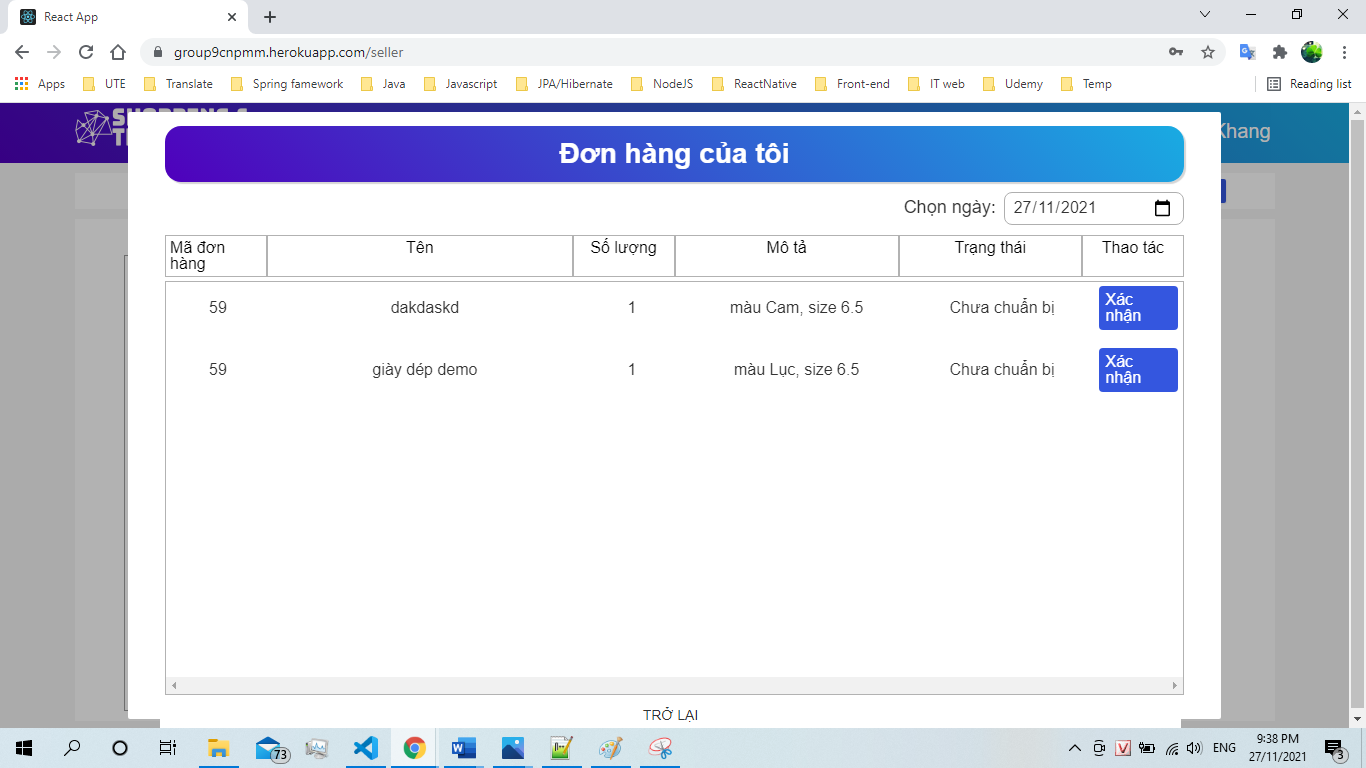 React App
group9cnpmm.herokuapp.com/seller
Apps UTE Translate Spring famework Java Javascript JPA/Hibernate NodeJS ReactNative Front-end IT web Udemy Temp Reading list
Khang
Đơn hàng của tôi
Chọn ngày: 27/11/2021
Mã đơn hàng Tên Số lượng Mô tả Trạng thái Thao tác
59 dakdaskd 1 màu Cam, size 6.5 Chưa chuẩn bị Xác nhận
59 giày dép demo 1 màu Lục, size 6.5 Chưa chuẩn bị Xác nhận
TRỞ LẠI
73
ENG
9:38 PM
27/11/2021
3